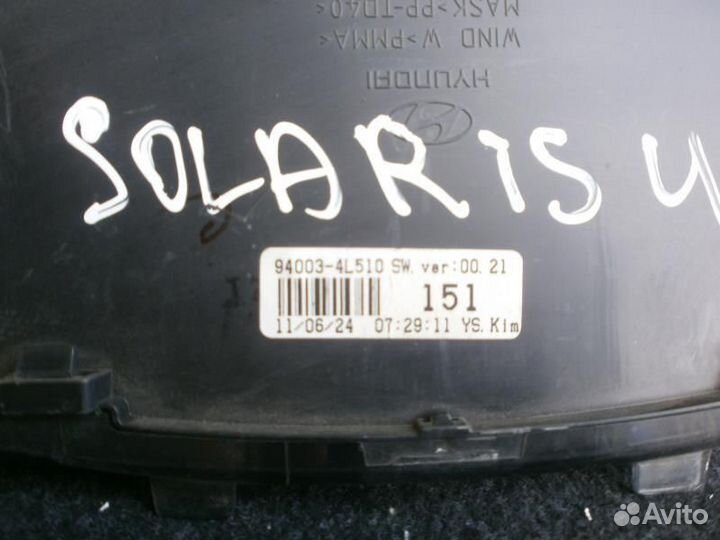 MASK>PP-TD40<
WIND W>PMMA<
HYUNDAI
SOLARIS
94003-4L510 SW. ver:00. 21
151
11/06/24 07:29:11 YS. Kim
Avito